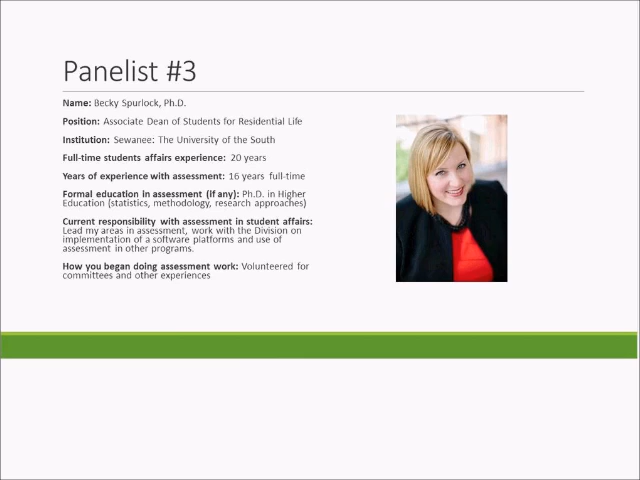 Panelist #3
Name: Becky Spurlock, Ph.D.
Position: Associate Dean of Students for Residential Life
Institution: Sewanee: The University of the South
Full-time students affairs experience: 20 years
Years of experience with assessment: 16 years full-time
Formal education in assessment (if any): Ph.D. in Higher
Education (statistics, methodology, research approaches)
Current responsibility with assessment in student affairs:
Lead my areas in assessment, work with the Division on
implementation of a software platforms and use of
assessment in other programs.
How you began doing assessment work: Volunteered for
committees and other experiences